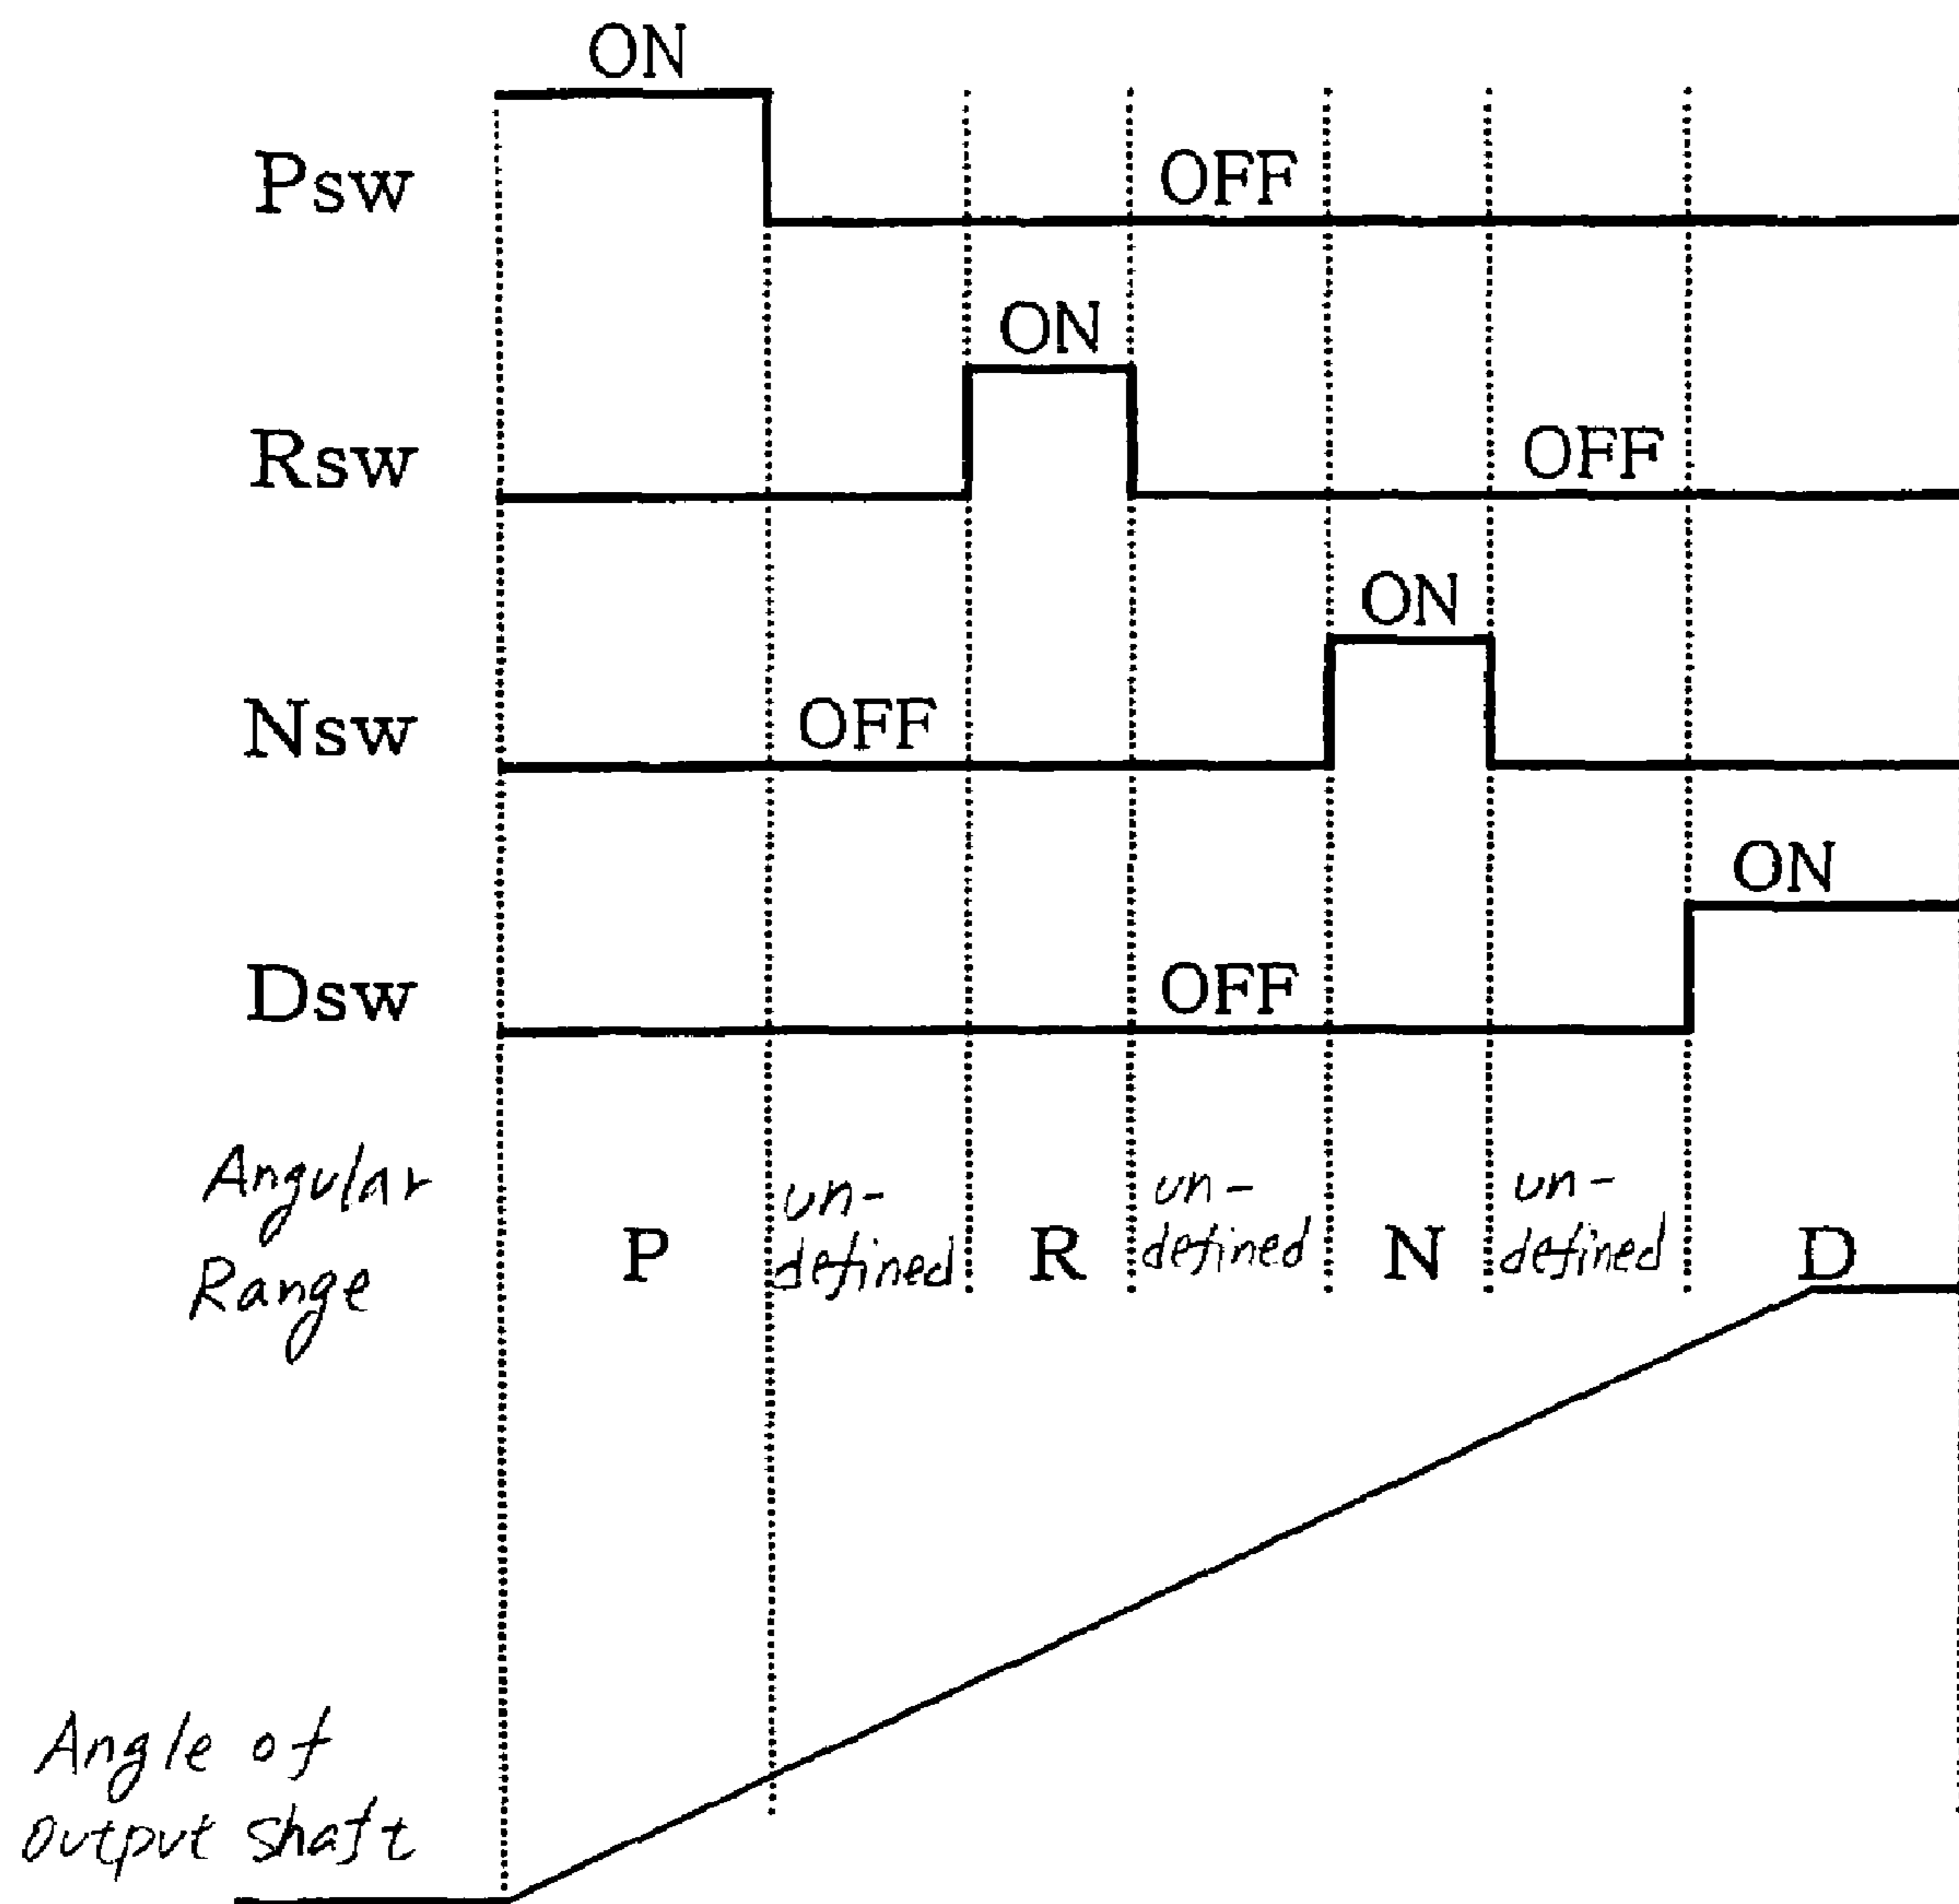 ON
Psw
OFF
ON
Rsw
OFF
ON
Nsw
OFF
ON
Dsw
OFF
Angular
Range
P
un-
defined
R
un-
defined
N
un-
defined
D
Angle of
output shaft